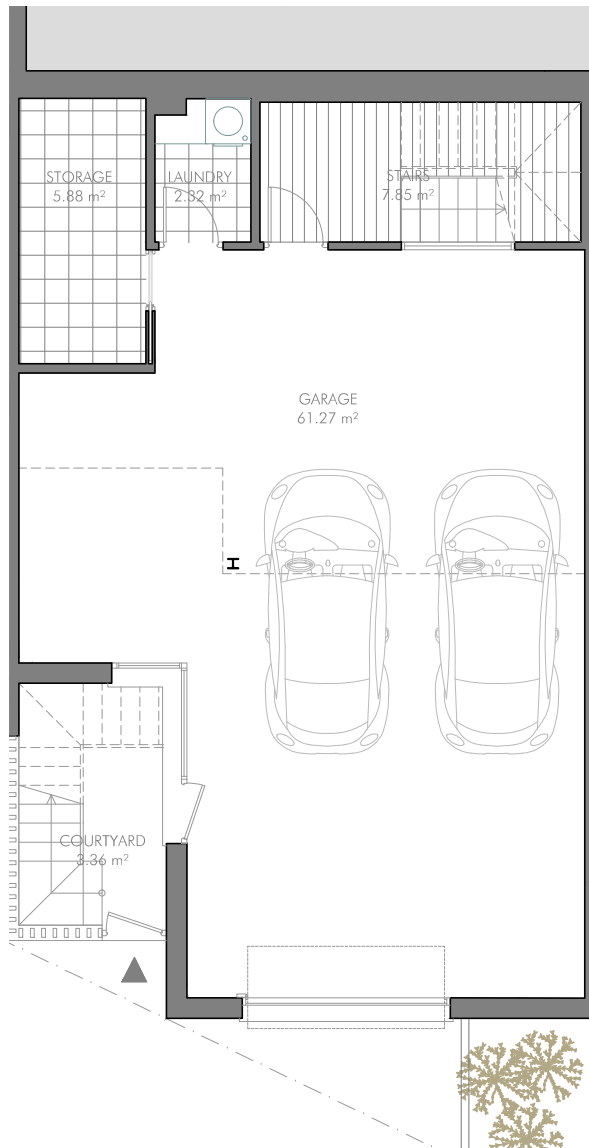 STORAGE
5.88 m²
LAUNDRY
2.32 m²
STAIRS
7.85 m²
GARAGE
61.27 m²
COURTYARD
3.36 m²